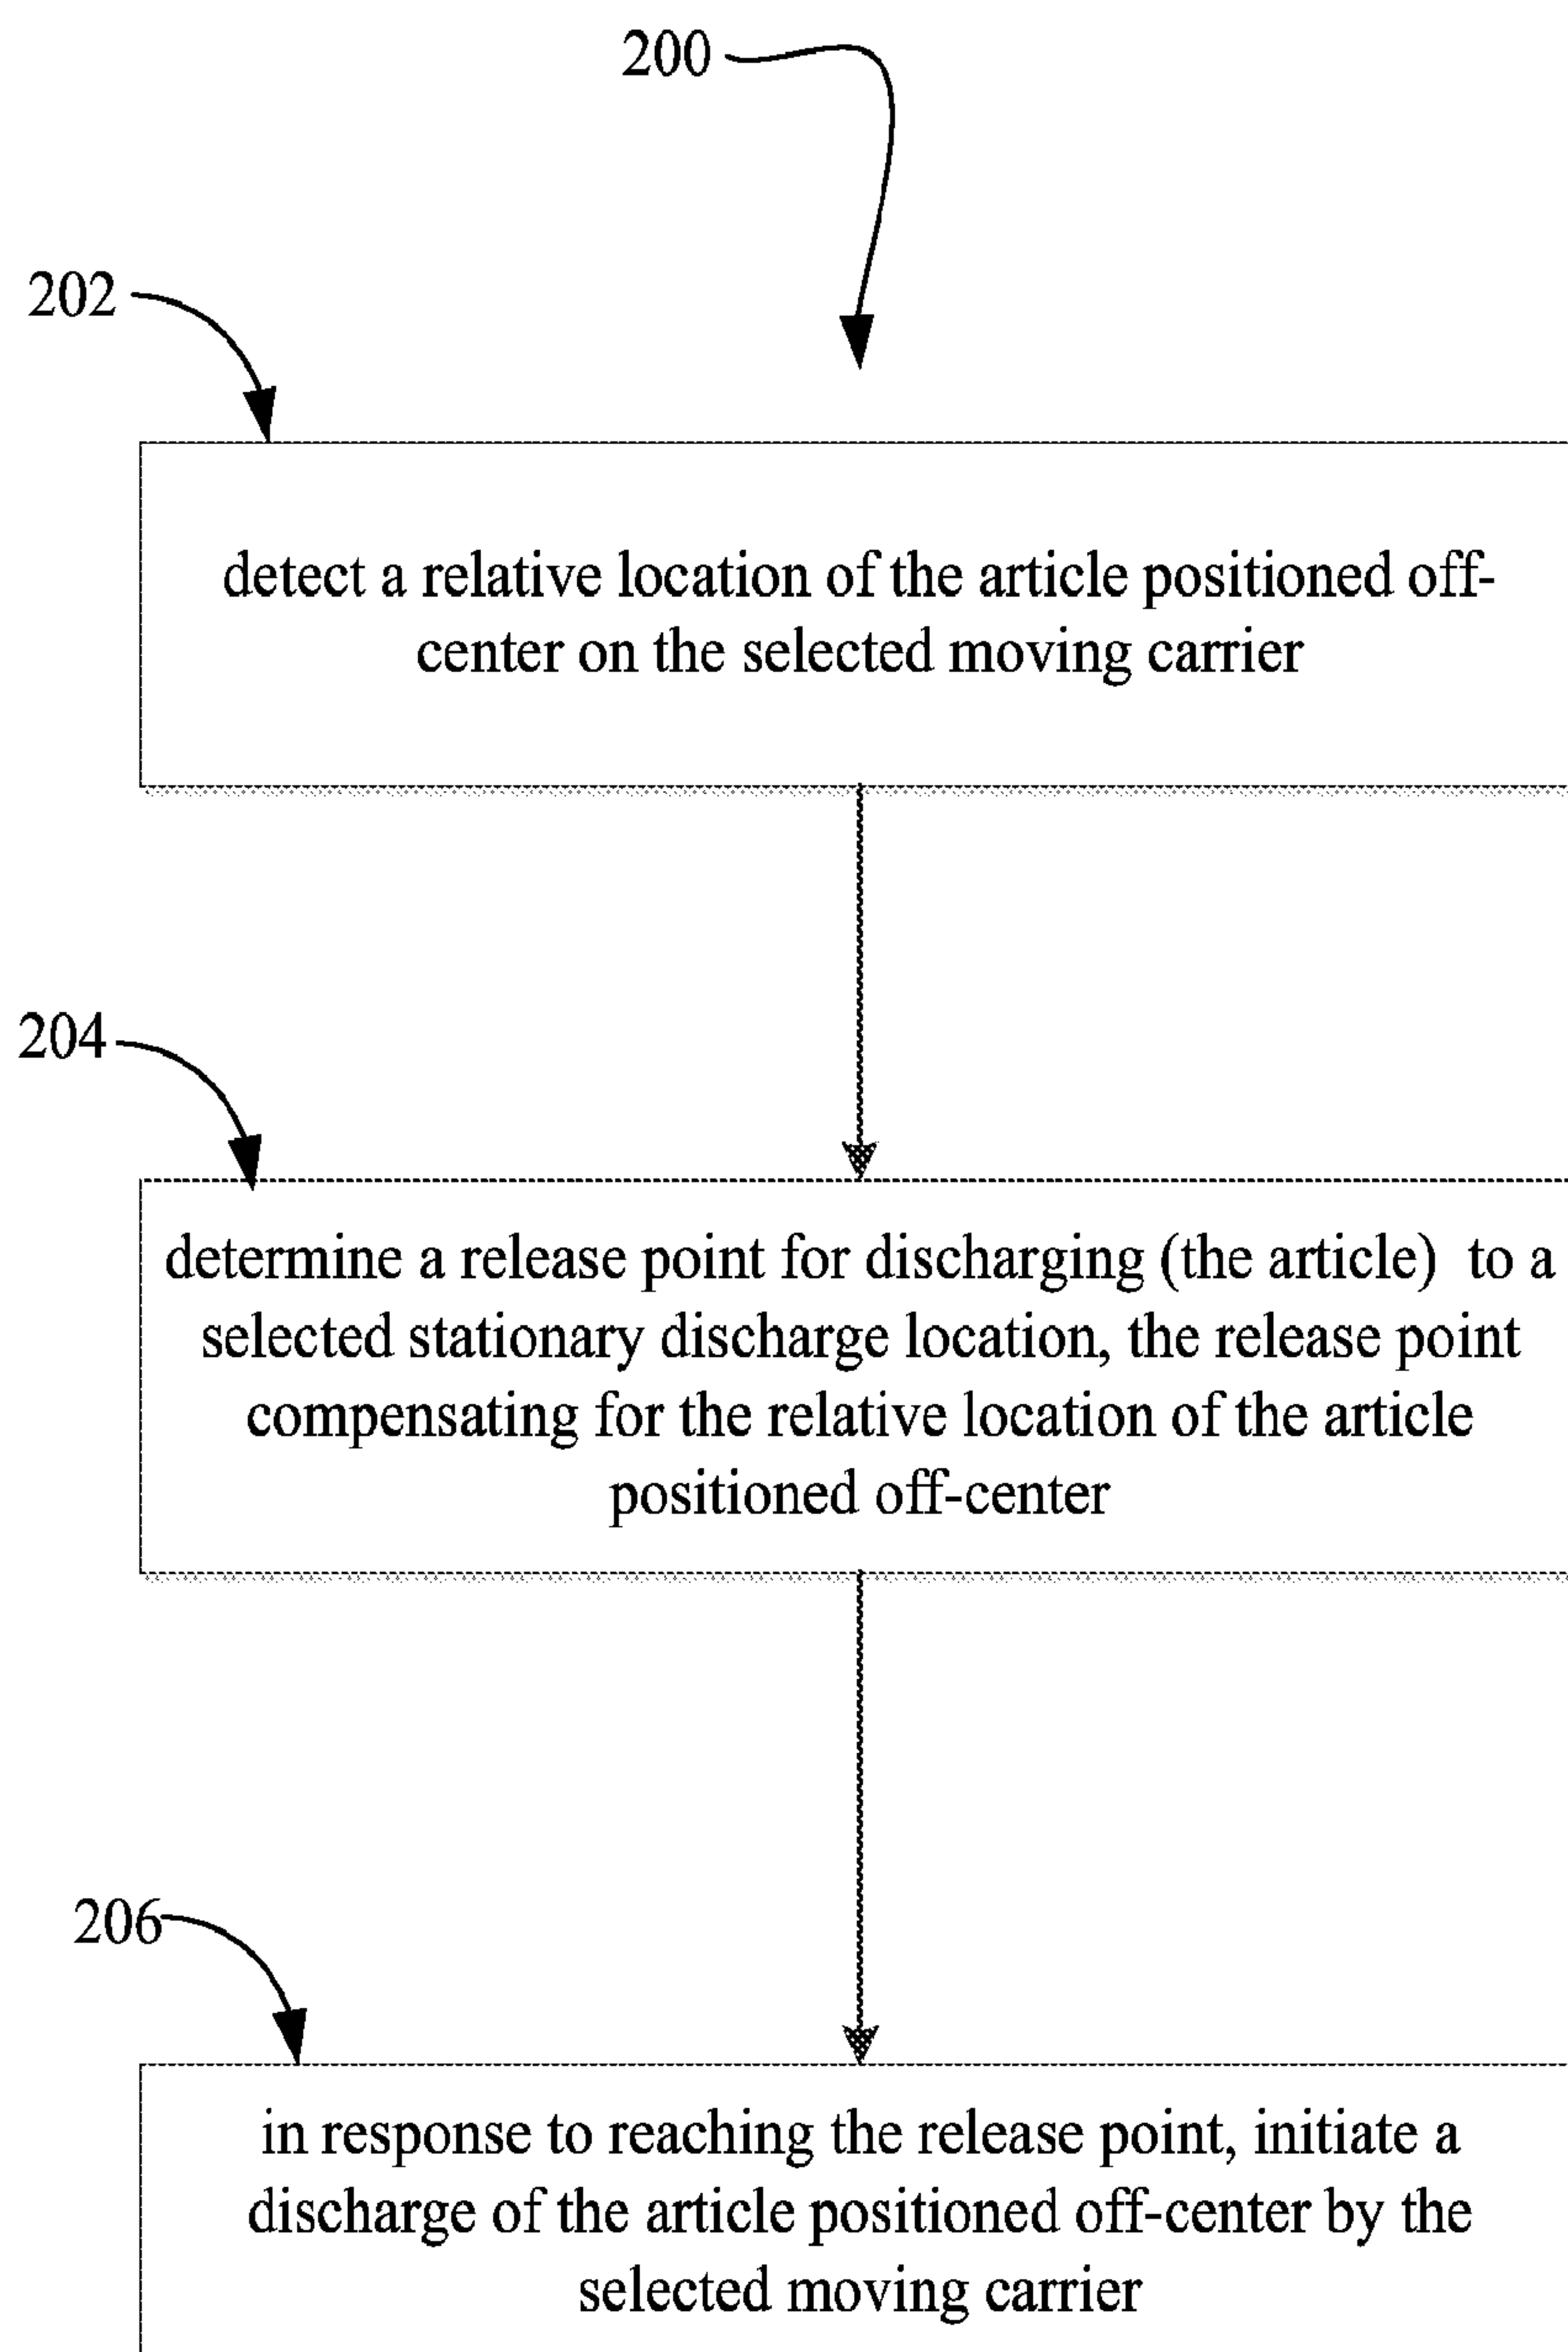 200
202
detect a relative location of the article positioned off-
center on the selected moving carrier
204
determine a release point for discharging (the article)  to a
selected stationary discharge location, the release point
compensating for the relative location of the article
positioned off-center
206
in response to reaching the release point, initiate a
discharge of the article positioned off-center by the
selected moving carrier